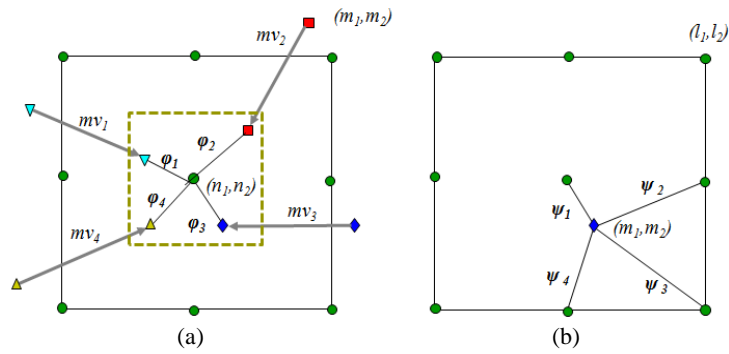 (m₁,m₂)
mv₂
(l₁,l₂)
mv₁
φ₂
φ₁
(n₁,n₂)
φ₄
φ₃
mv₃
mv₄
ψ₂
ψ₁
(m₁,m₂)
ψ₄
ψ₃
(a)
(b)